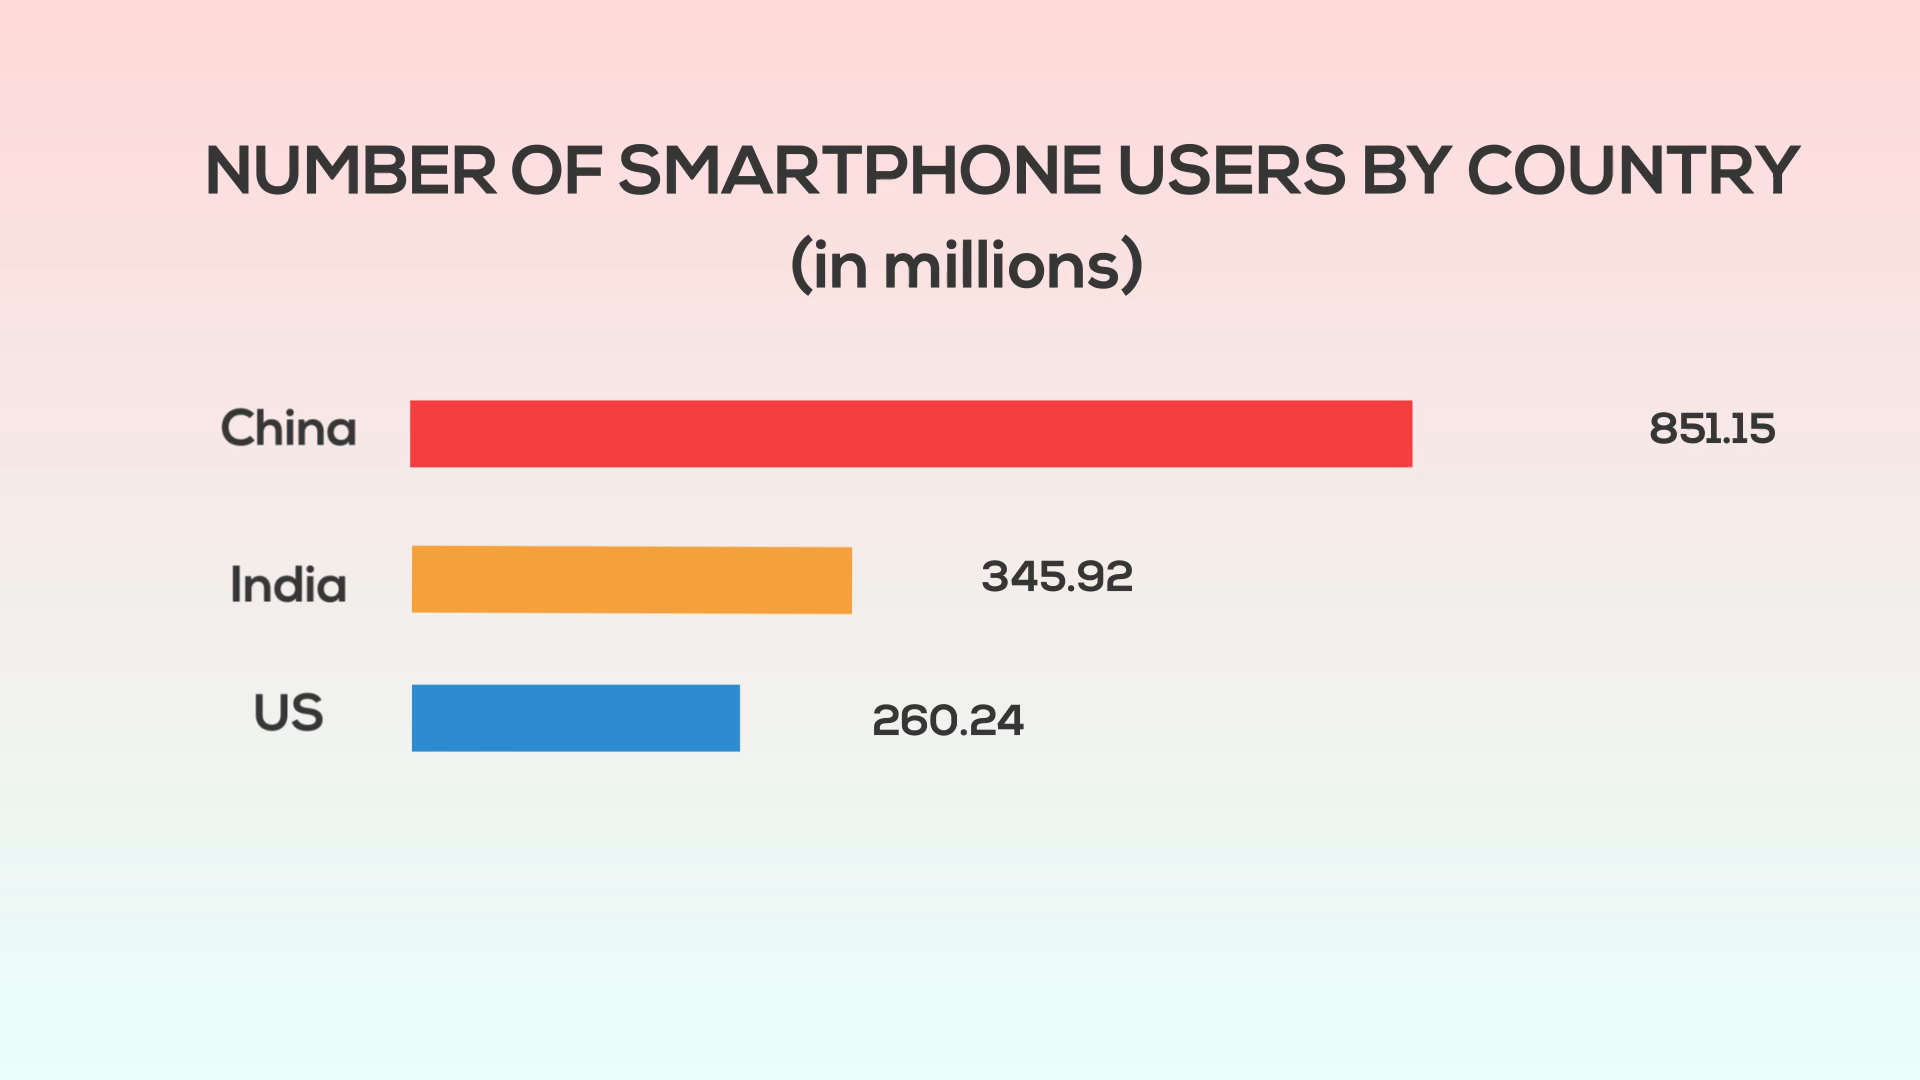 NUMBER OF SMARTPHONE USERS BY COUNTRY
(in millions)
China 851.15
India 345.92
US 260.24